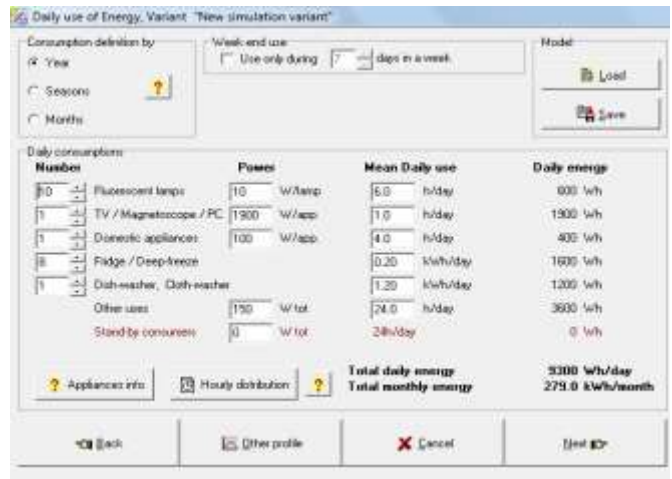 Daily use of Energy, Variant "New simulation variant"
Consumption definition by
Year
Seasons
?
Months
Week end use
Use only during 7 days in a week
Model
Load
Save
Daily consumptions
Number Power Mean Daily use Daily energy
10 Fluorescent lamps 10 W/lamp 6.0 h/day 600 Wh
1 TV / Magnetoscope / PC 1900 W/app 1.0 h/day 1900 Wh
1 Domestic appliances 100 W/app 4.0 h/day 400 Wh
8 Fridge / Deep-freeze 0.20 kWh/day 1600 Wh
1 Dish-washer, Cloth-washer 1.20 kWh/day 1200 Wh
Other uses 150 W tot 24.0 h/day 3600 Wh
Stand-by consumers 0 W tot 24h/day 0 Wh
Total daily energy 9300 Wh/day
Total monthly energy 279.0 kWh/month
? Appliances info Hourly distribution ?
Back Other profile Cancel Next